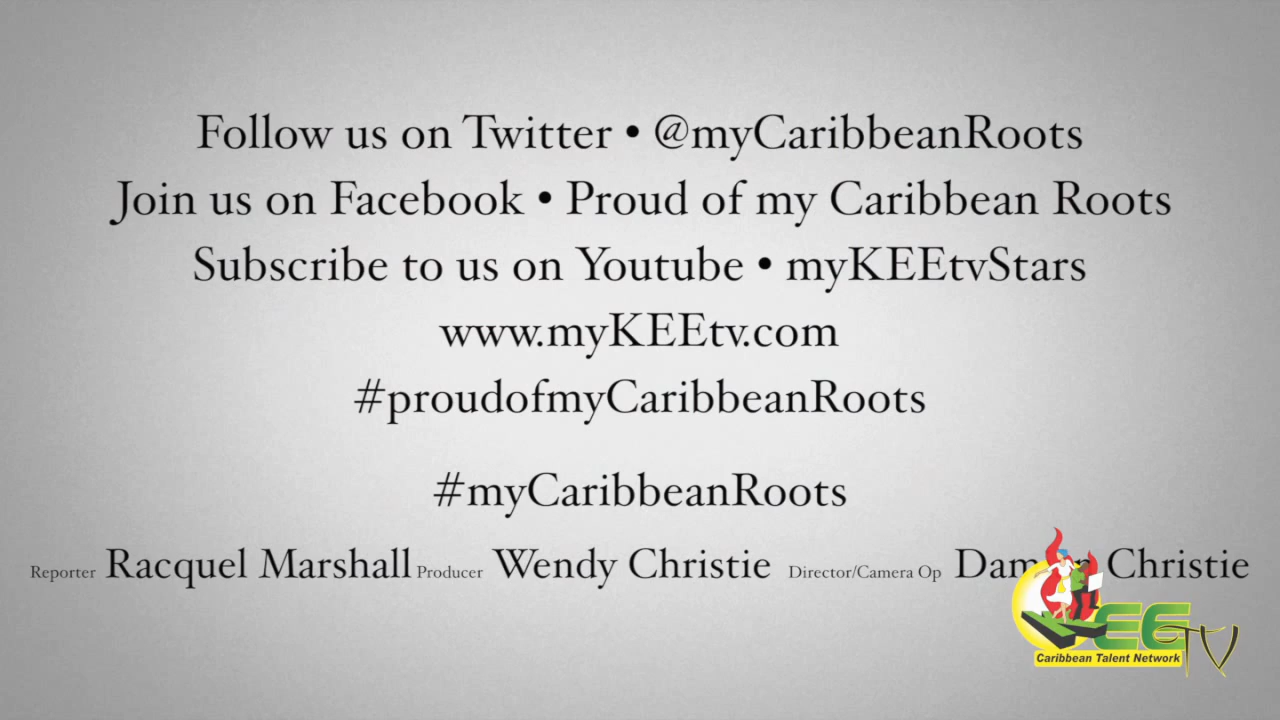 Follow us on Twitter • @myCaribbeanRoots
Join us on Facebook • Proud of my Caribbean Roots
Subscribe to us on Youtube • myKEEtvStars
www.myKEEtv.com
#proudofmyCaribbeanRoots
#myCaribbeanRoots
Reporter Racquel Marshall Producer Wendy Christie Director/Camera Op Christie
KEE TV
Caribbean Talent Network